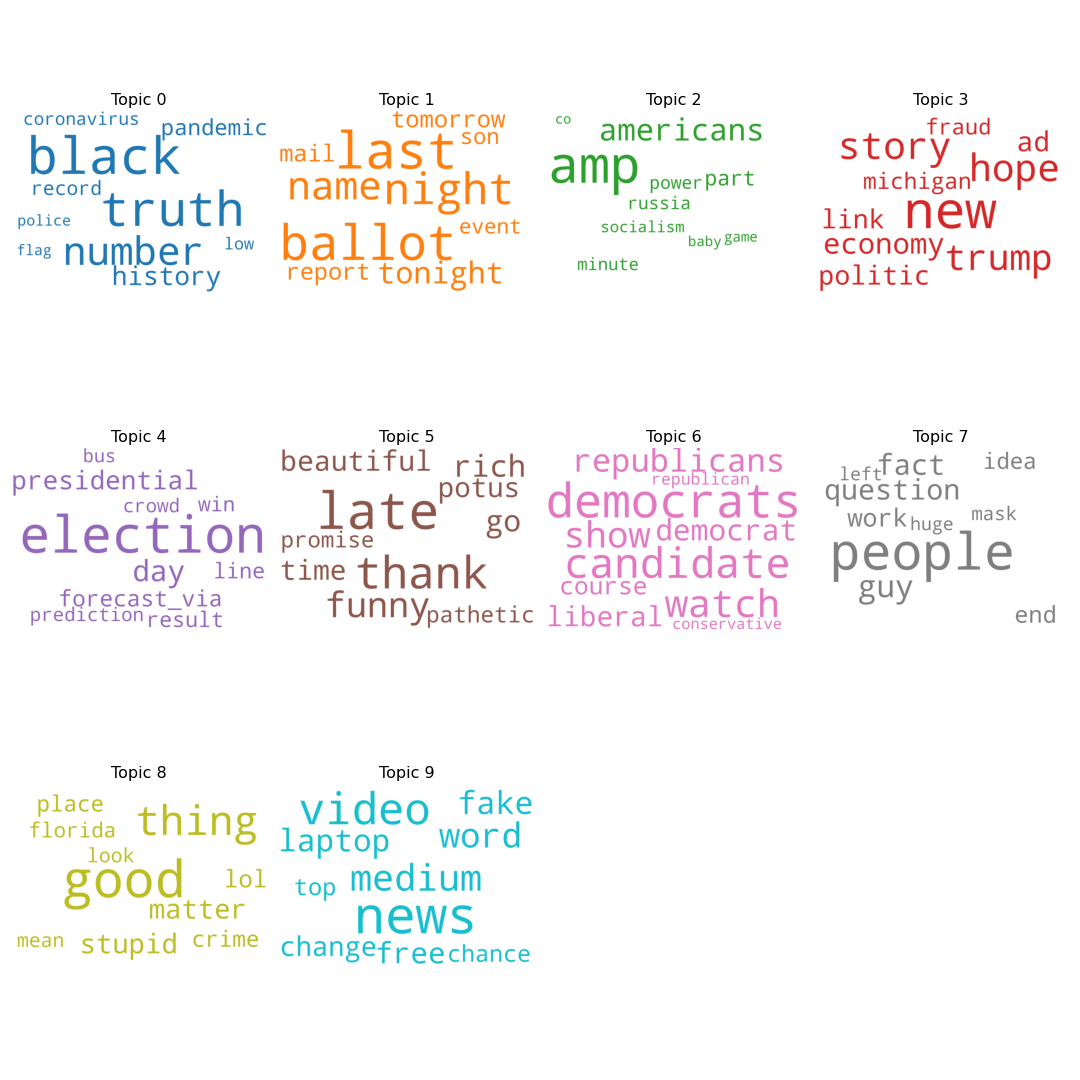 Topic 0
coronavirus
pandemic
black
record
truth
police
number
low
flag
history
Topic 1
tomorrow
son
mail
last
name
night
ballot
event
report
tonight
Topic 2
co
americans
amp
power
part
russia
socialism
baby
game
minute
Topic 3
fraud
story
ad
hope
michigan
new
link
economy
trump
politic
Topic 4
bus
presidential
crowd
win
election
day
line
forecast_via
prediction
result
Topic 5
beautiful
rich
potus
late
go
promise
time
thank
funny
pathetic
Topic 6
republicans
republican
democrats
show
democrat
candidate
course
watch
liberal
conservative
Topic 7
fact
idea
left
question
work
huge
mask
people
guy
end
Topic 8
place
thing
florida
look
good
lol
matter
mean
stupid
crime
Topic 9
video
fake
laptop
word
top
medium
news
change
free
chance